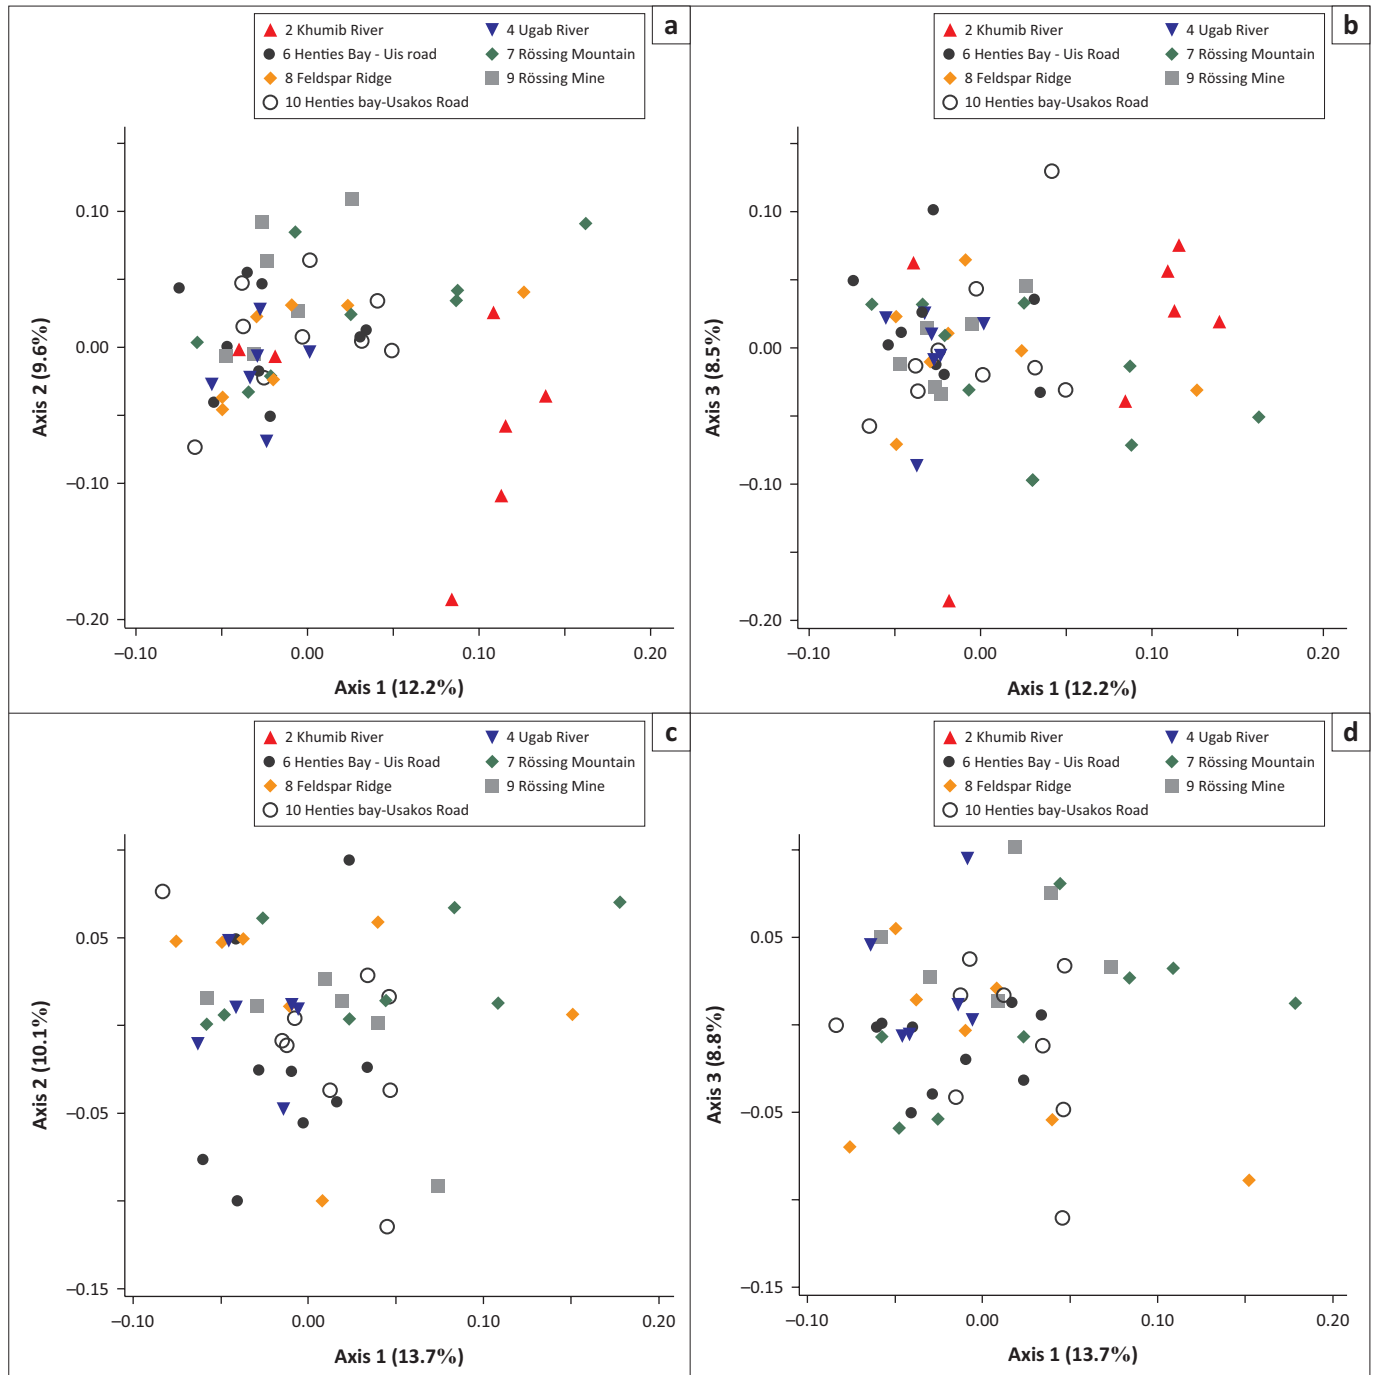 a
2 Khumib River 4 Ugab River
6 Henties Bay - Uis road 7 Rössing Mountain
8 Feldspar Ridge 9 Rössing Mine
10 Henties bay-Usakos Road
0.10
0.00
–0.10
–0.20
Axis 2 (9.6%)
–0.10 0.00 0.10 0.20
Axis 1 (12.2%)
b
2 Khumib River 4 Ugab River
6 Henties Bay - Uis road 7 Rössing Mountain
8 Feldspar Ridge 9 Rössing Mine
10 Henties bay-Usakos Road
0.10
0.00
–0.10
–0.20
Axis 3 (8.5%)
–0.10 0.00 0.10 0.20
Axis 1 (12.2%)
c
2 Khumib River 4 Ugab River
6 Henties Bay - Uis Road 7 Rössing Mountain
8 Feldspar Ridge 9 Rössing Mine
10 Henties bay-Usakos Road
0.05
–0.05
–0.15
Axis 2 (10.1%)
–0.10 0.00 0.10 0.20
Axis 1 (13.7%)
d
2 Khumib River 4 Ugab River
6 Henties Bay - Uis Road 7 Rössing Mountain
8 Feldspar Ridge 9 Rössing Mine
10 Henties bay-Usakos Road
0.05
–0.05
–0.15
Axis 3 (8.8%)
–0.10 0.00 0.10 0.20
Axis 1 (13.7%)